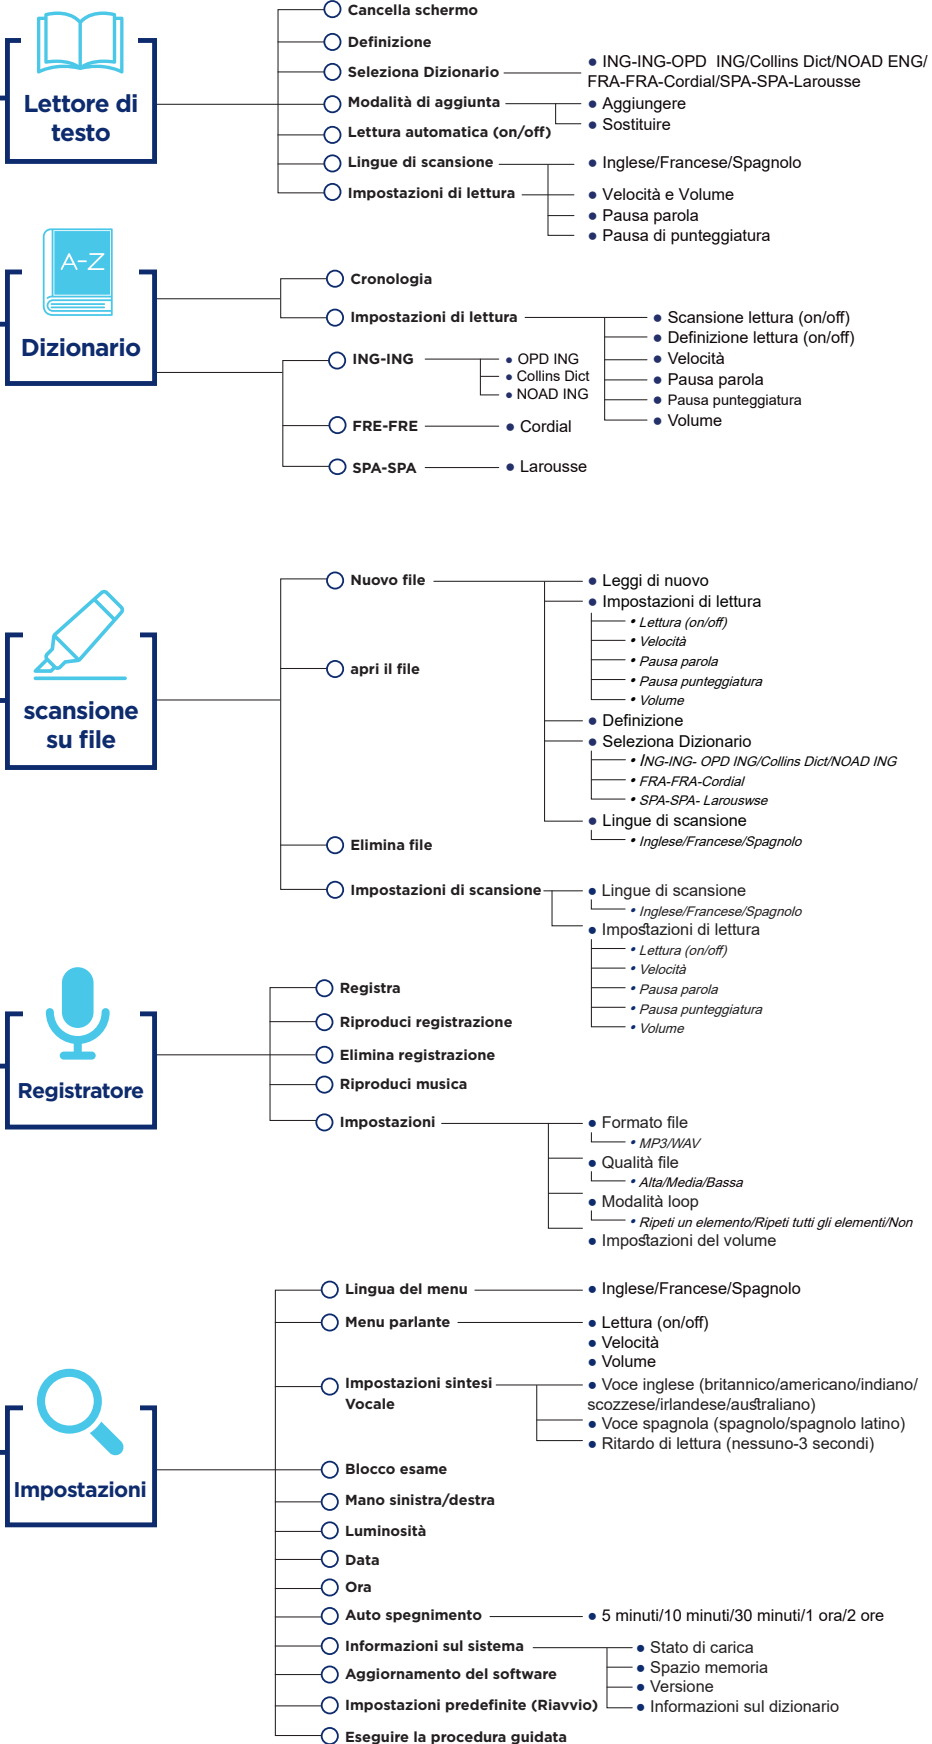 Lettore di
testo
Cancella schermo
Definizione
Seleziona Dizionario
• ING-ING-OPD ING/Collins Dict/NOAD ENG/
FRA-FRA-Cordial/SPA-SPA-Larousse
Modalità di aggiunta
• Aggiungere
• Sostituire
Lettura automatica (on/off)
Lingue di scansione
• Inglese/Francese/Spagnolo
Impostazioni di lettura
• Velocità e Volume
• Pausa parola
• Pausa di punteggiatura
A-Z
Dizionario
Cronologia
Impostazioni di lettura
• Scansione lettura (on/off)
• Definizione lettura (on/off)
• Velocità
• Pausa parola
• Pausa punteggiatura
• Volume
ING-ING
• OPD ING
• Collins Dict
• NOAD ING
FRE-FRE
• Cordial
SPA-SPA
• Larousse
scansione
su file
Nuovo file
• Leggi di nuovo
• Impostazioni di lettura
• Lettura (on/off)
• Velocità
• Pausa parola
• Pausa punteggiatura
• Volume
• Definizione
• Seleziona Dizionario
• ING-ING- OPD ING/Collins Dict/NOAD ING
• FRA-FRA-Cordial
• SPA-SPA- Larouswse
• Lingue di scansione
• Inglese/Francese/Spagnolo
apri il file
Elimina file
Impostazioni di scansione
• Lingue di scansione
• Inglese/Francese/Spagnolo
• Impostazioni di lettura
• Lettura (on/off)
• Velocità
• Pausa parola
• Pausa punteggiatura
• Volume
Registratore
Registra
Riproduci registrazione
Elimina registrazione
Riproduci musica
Impostazioni
• Formato file
• MP3/WAV
• Qualità file
• Alta/Media/Bassa
• Modalità loop
• Ripeti un elemento/Ripeti tutti gli elementi/Non
• Impostazioni del volume
Impostazioni
Lingua del menu
• Inglese/Francese/Spagnolo
Menu parlante
• Lettura (on/off)
• Velocità
• Volume
Impostazioni sintesi
Vocale
• Voce inglese (britannico/americano/indiano/
scozzese/irlandese/australiano)
• Voce spagnola (spagnolo/spagnolo latino)
• Ritardo di lettura (nessuno-3 secondi)
Blocco esame
Mano sinistra/destra
Luminosità
Data
Ora
Auto spegnimento
• 5 minuti/10 minuti/30 minuti/1 ora/2 ore
Informazioni sul sistema
• Stato di carica
• Spazio memoria
• Versione
• Informazioni sul dizionario
Aggiornamento del software
Impostazioni predefinite (Riavvio)
Eseguire la procedura guidata